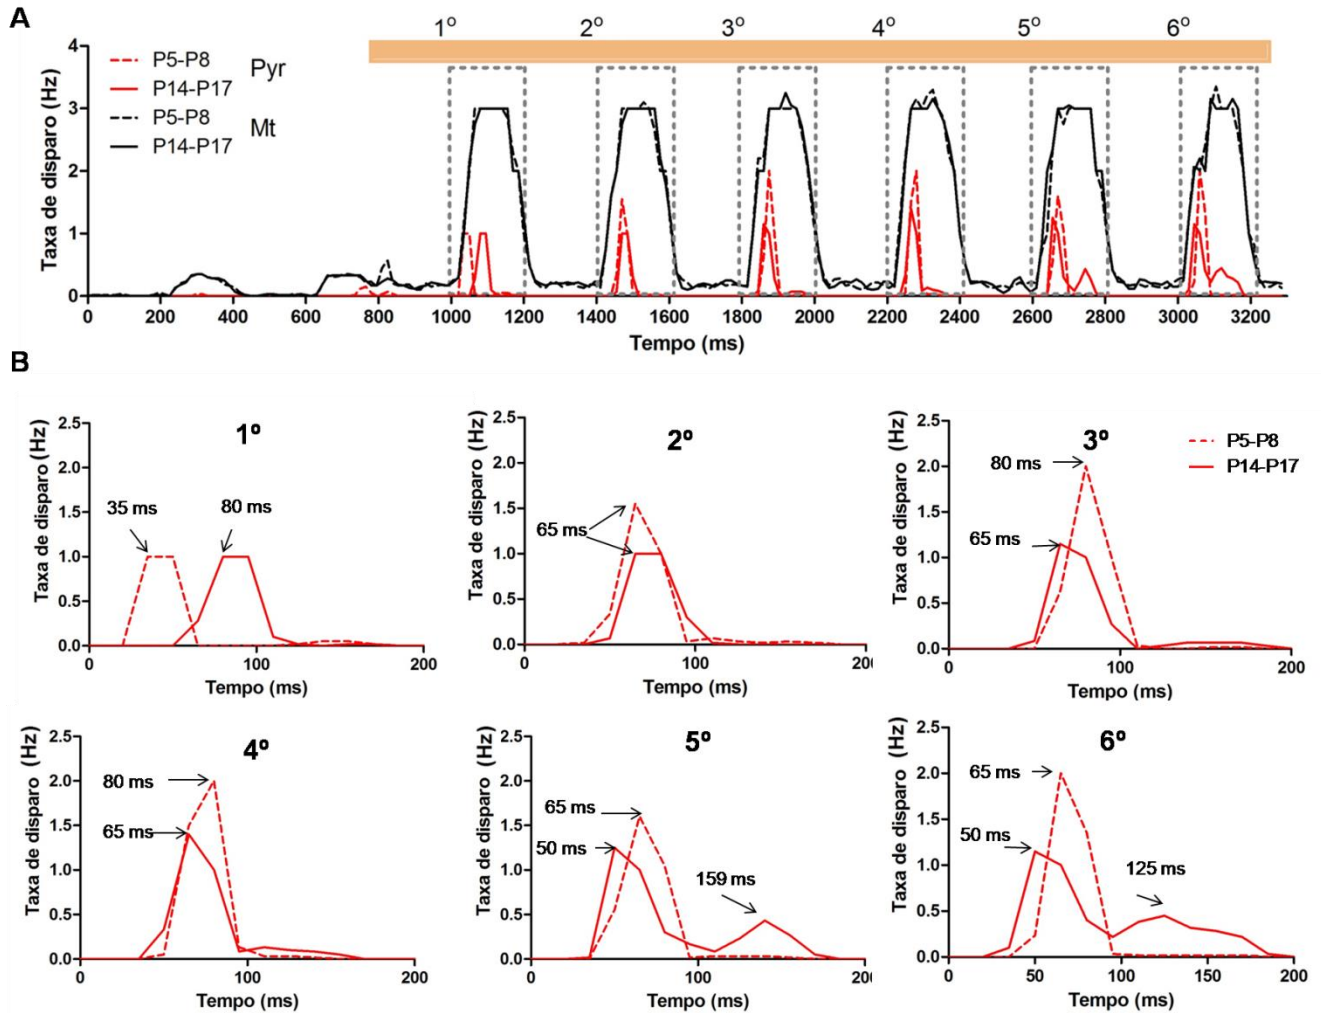 A
1º 2º 3º 4º 5º 6º
Taxa de disparo (Hz)
4
3
2
1
0
P5-P8
P14-P17
Pyr
P5-P8
P14-P17
Mt
0 200 400 600 800 1000 1200 1400 1600 1800 2000 2200 2400 2600 2800 3000 3200
Tempo (ms)
B
1º
Taxa de disparo (Hz)
2.5
2.0
1.5
1.0
0.5
0.0
35 ms
80 ms
0 100 200
Tempo (ms)
2º
Taxa de disparo (Hz)
2.5
2.0
1.5
1.0
0.5
0.0
65 ms
0 100 200
Tempo (ms)
3º
Taxa de disparo (Hz)
2.5
2.0
1.5
1.0
0.5
0.0
80 ms
65 ms
P5-P8
P14-P17
0 100 200
Tempo (ms)
4º
Taxa de disparo (Hz)
2.5
2.0
1.5
1.0
0.5
0.0
80 ms
65 ms
0 100 200
Tempo (ms)
5º
Taxa de disparo (Hz)
2.5
2.0
1.5
1.0
0.5
0.0
65 ms
50 ms
159 ms
0 100 200
Tempo (ms)
6º
Taxa de disparo (Hz)
2.5
2.0
1.5
1.0
0.5
0.0
65 ms
50 ms
125 ms
0 50 100 150 200
Tempo (ms)